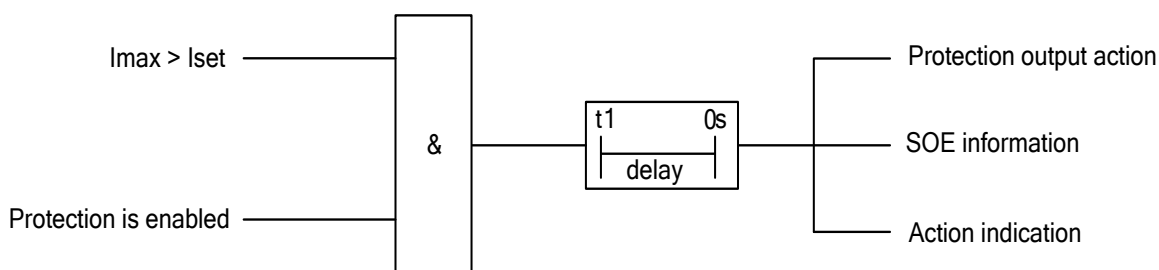 Imax > Iset
Protection is enabled
&
t1 0s
delay
Protection output action
SOE information
Action indication